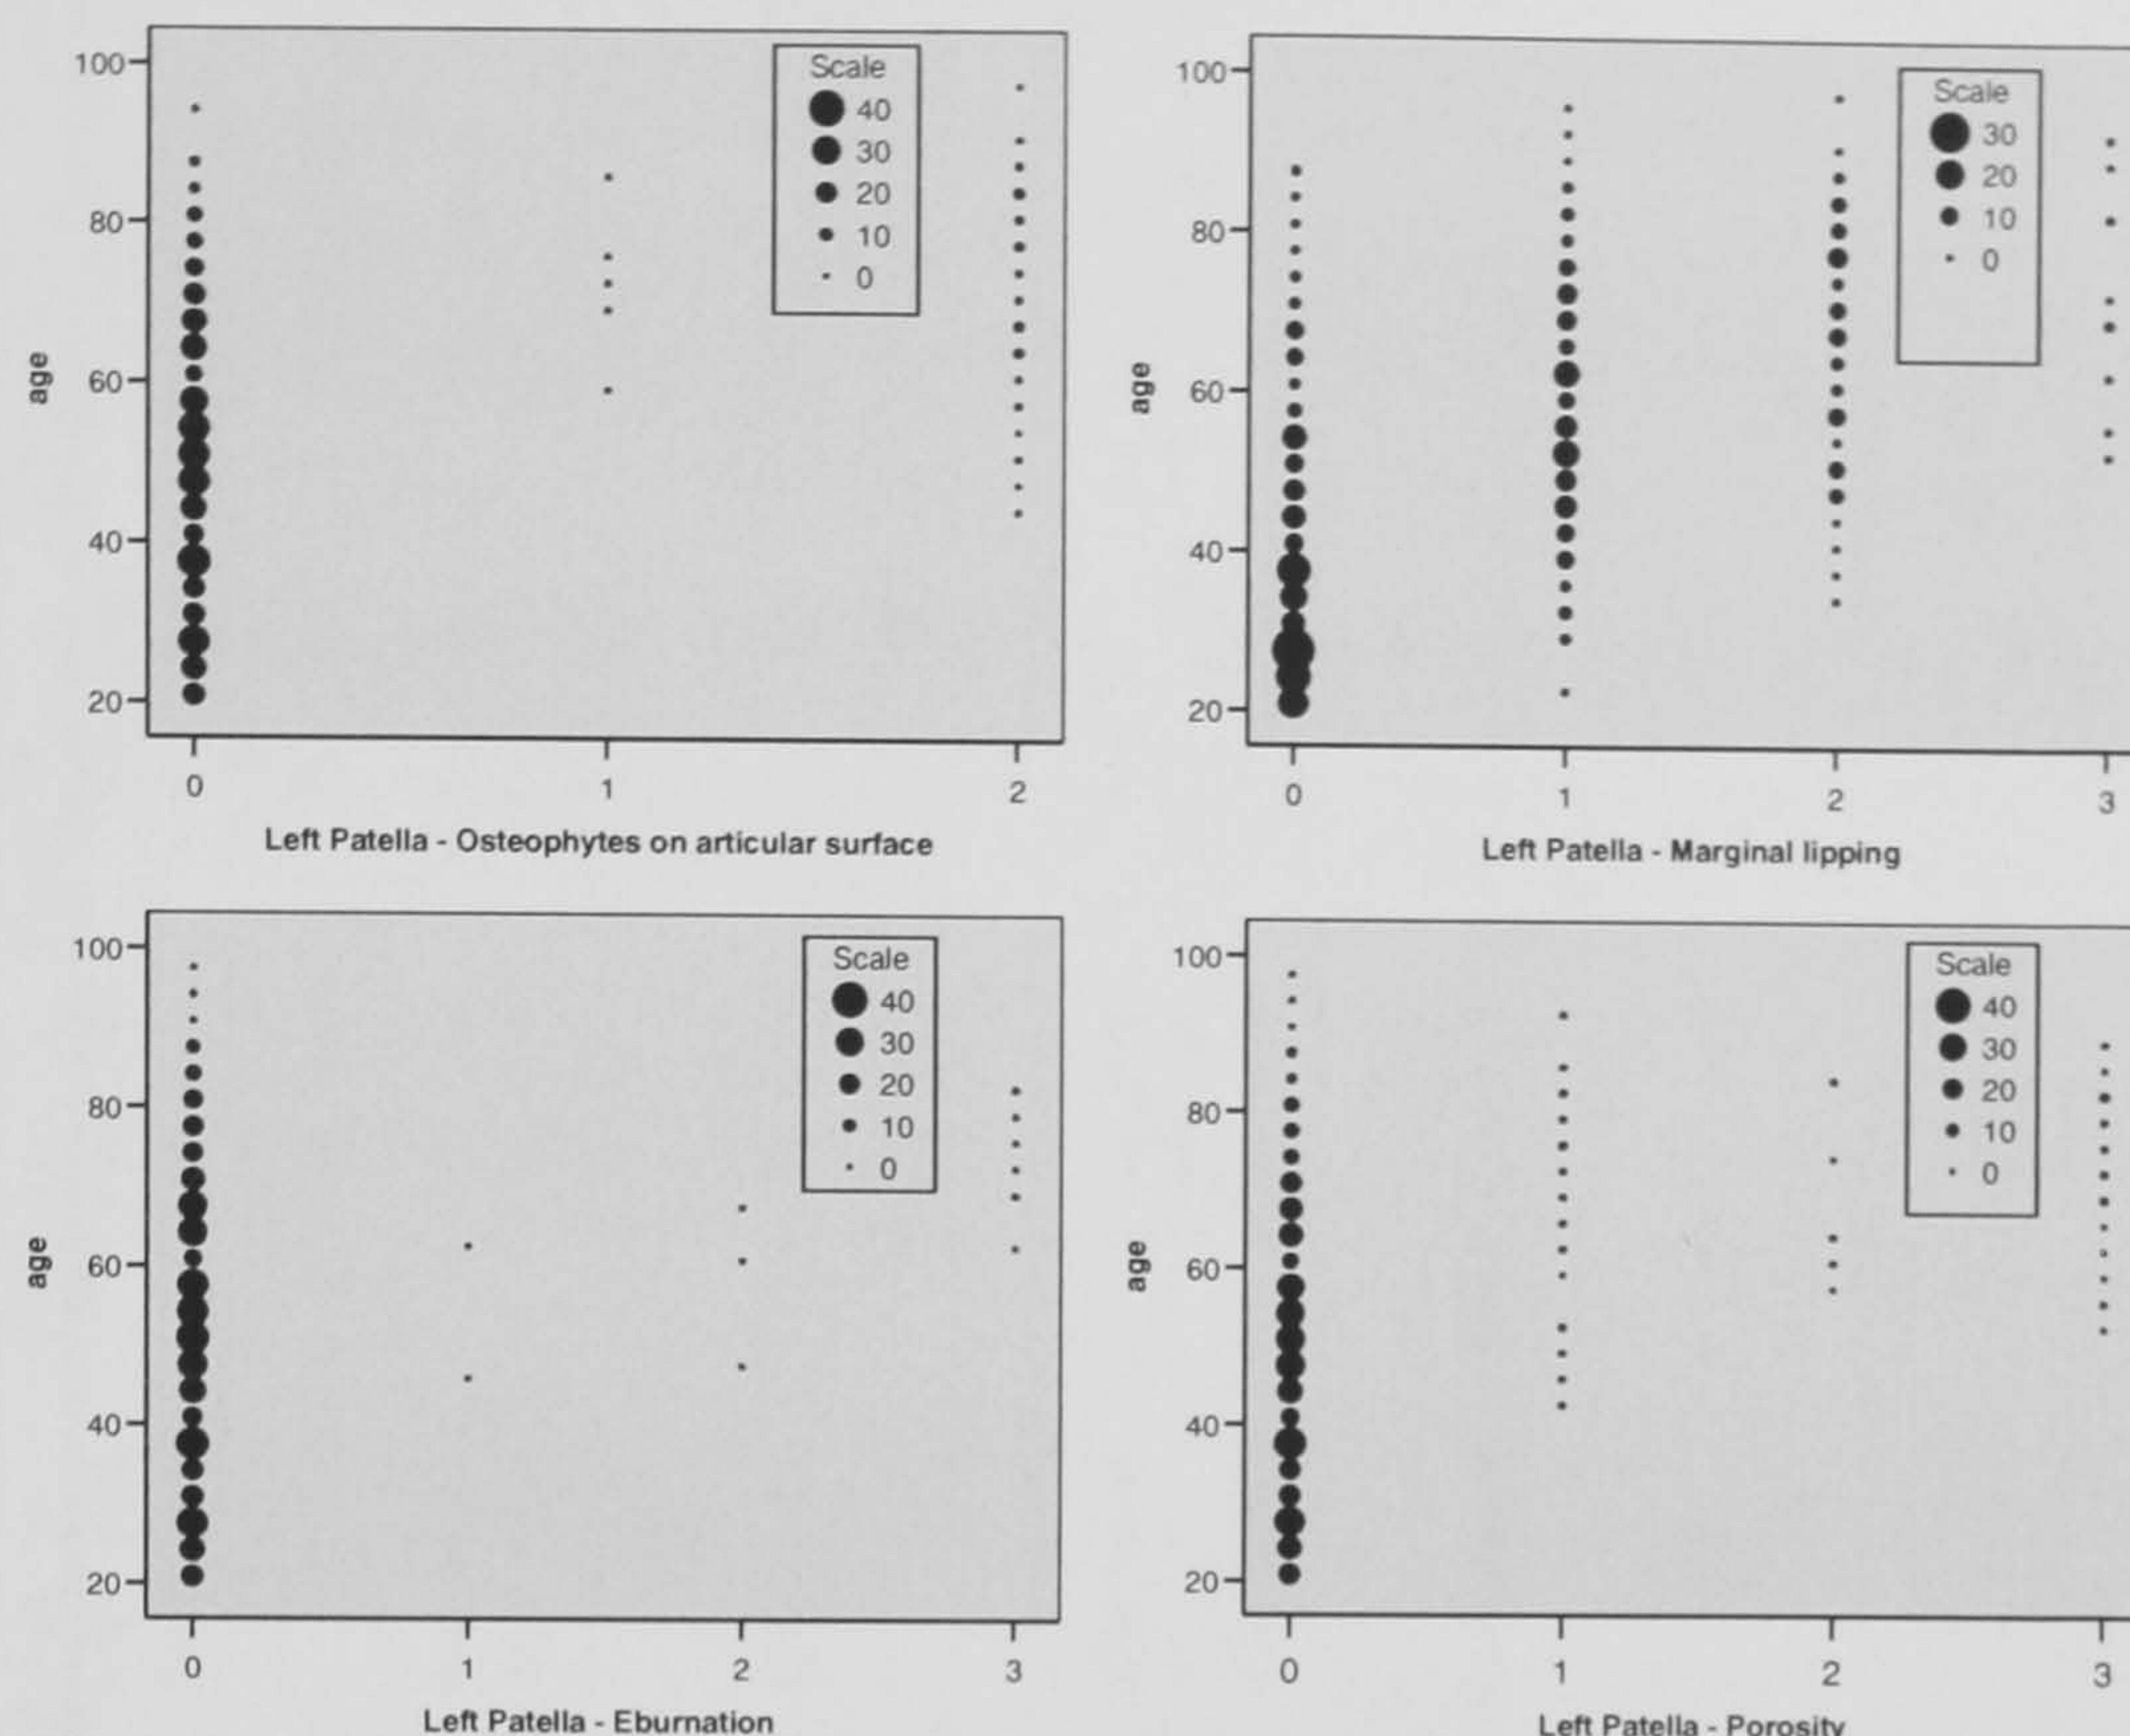 Scale
40
30
20
10
0
100
80
60
40
20
age
0 1 2
Left Patella - Osteophytes on articular surface
Scale
30
20
10
0
100
80
60
40
20
age
0 1 2 3
Left Patella - Marginal lipping
Scale
40
30
20
10
0
100
80
60
40
20
age
0 1 2 3
Left Patella - Eburnation
Scale
40
30
20
10
0
100
80
60
40
20
age
0 1 2 3
Left Patella - Porosity